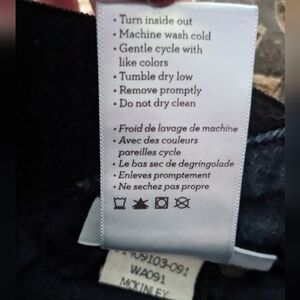 • Turn inside out
• Machine wash cold
• Gentle cycle with
like colors
• Tumble dry low
• Remove promptly
• Do not dry clean
• Froid de lavage de machine
• Avec des couleurs
pareilles cycle
• Le bas sec de degringolade
• Enleves promptement
• Ne sechez pas propre
09103-091
WA091
MCKINLEY